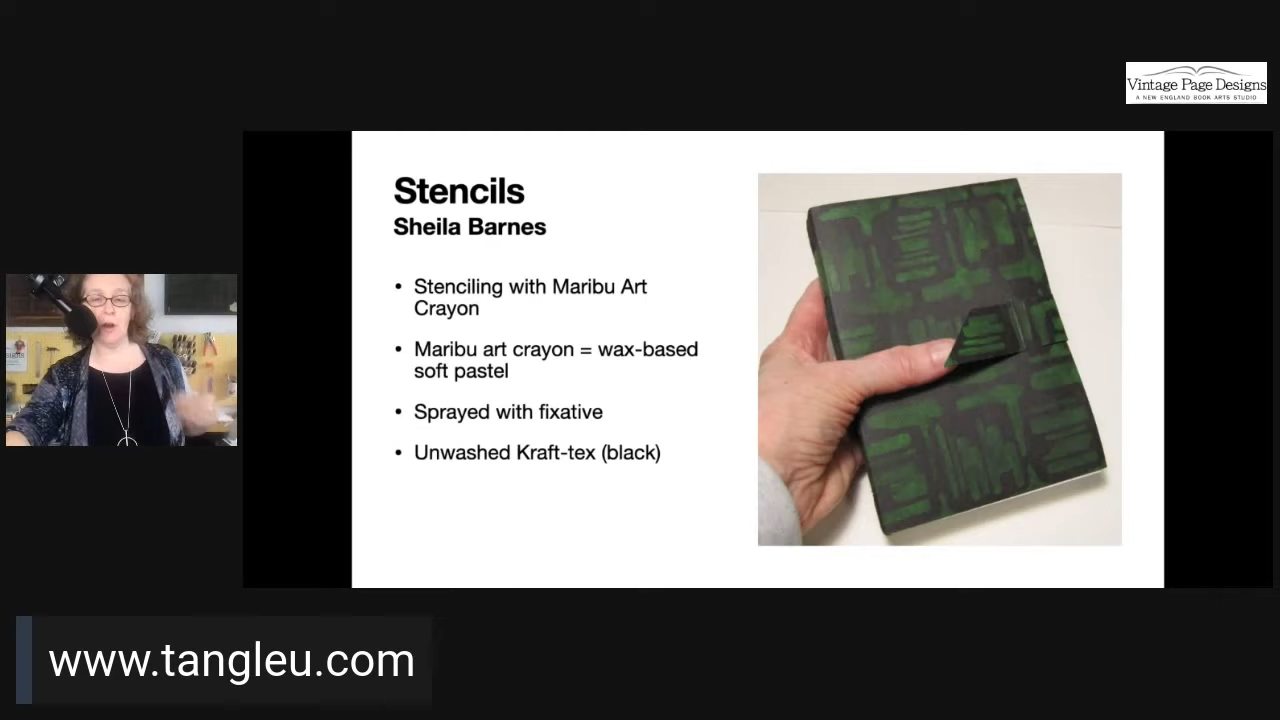 Vintage Page Designs
A NEW ENGLAND BOOK ARTS STUDIO
Stencils
Sheila Barnes
• Stenciling with Maribu Art
Crayon
• Maribu art crayon = wax-based
soft pastel
• Sprayed with fixative
• Unwashed Kraft-tex (black)
www.tangleu.com